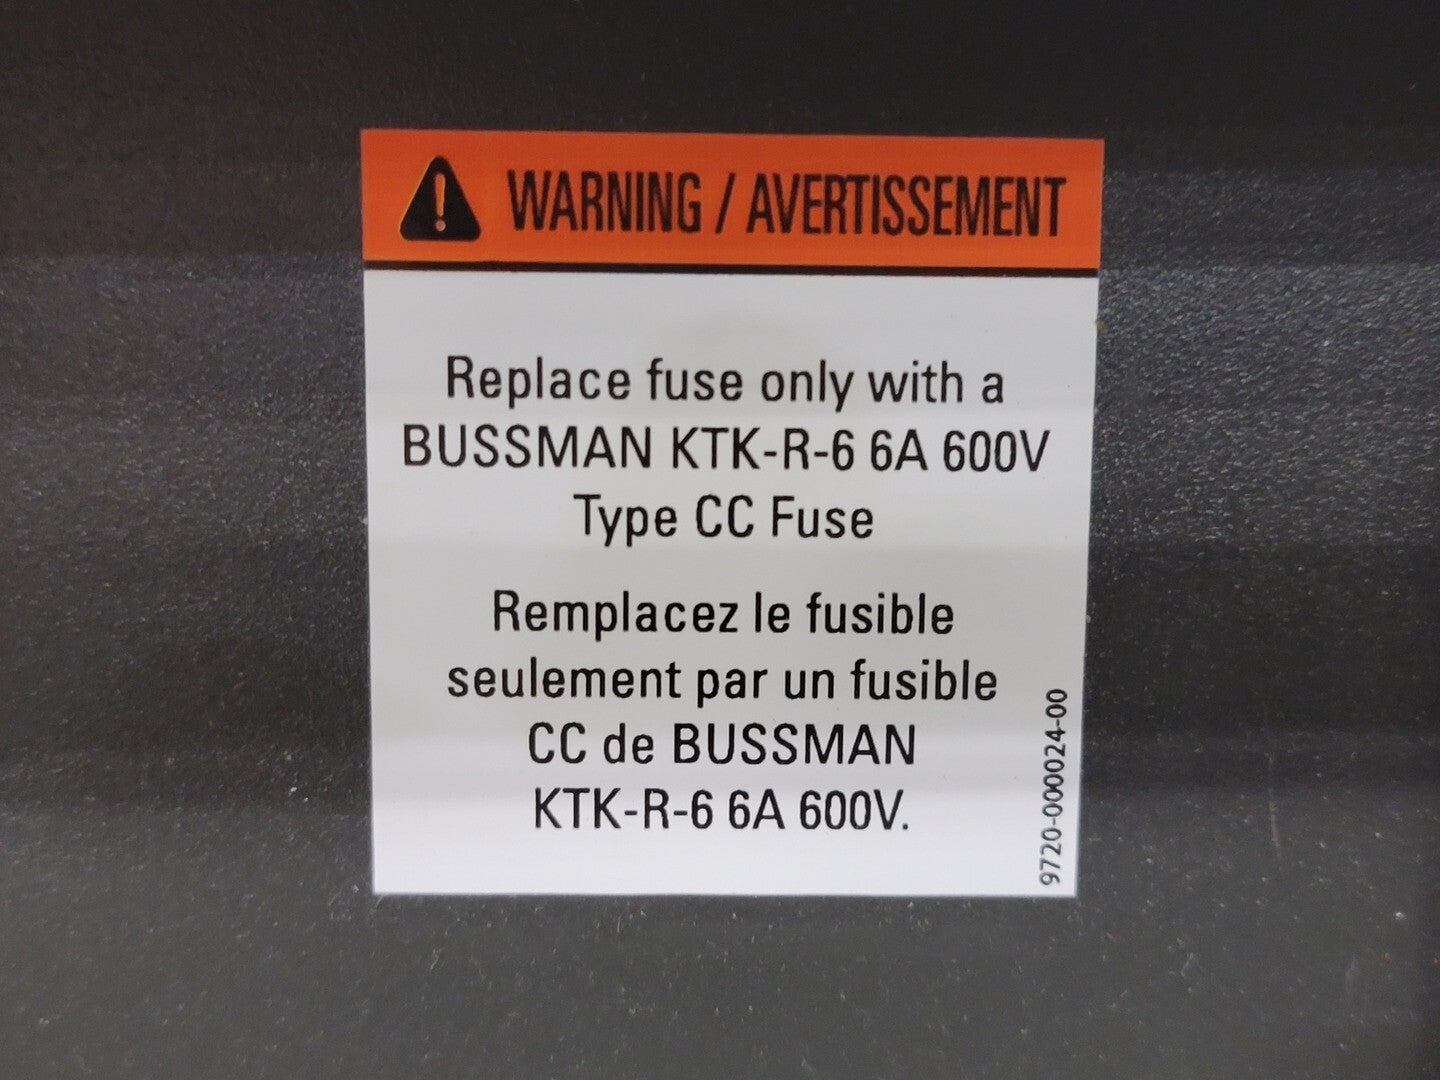 WARNING / AVERTISSEMENT
Replace fuse only with a
BUSSMAN KTK-R-6 6A 600V
Type CC Fuse
Remplacez le fusible
seulement par un fusible
CC de BUSSMAN
KTK-R-6 6A 600V.
9720-000024-00